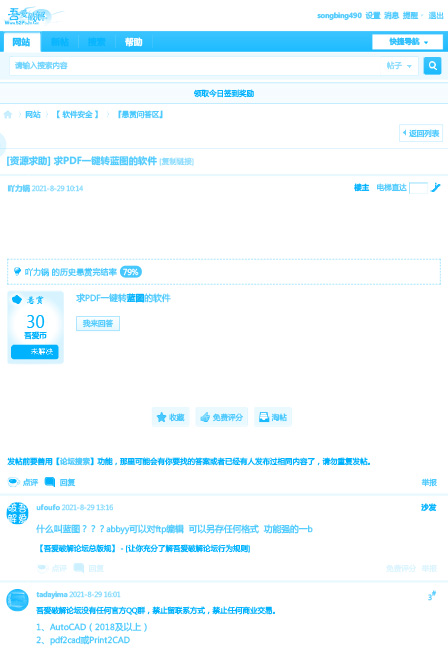 吾爱破解
www.52PoJie.Cn
songbing490 设置 消息 提醒 退出
网站 帮助 快捷导航
请输入搜索内容 帖子
领取今日签到奖励
网站 【 软件安全 】 『悬赏问答区』
返回列表
[资源求助] 求PDF一键转蓝图的软件 [复制链接]
吖力锅 2021-8-29 10:14 楼主 电梯直达
吖力锅 的历史悬赏完结率 79%
悬赏
30
吾爱币
未解决
求PDF一键转蓝图的软件
我来回答
收藏 免费评分 淘帖
发帖前要善用【论坛搜索】功能，那里可能会有你要找的答案或者已经有人发布过相同内容了，请勿重复发帖。
点评 回复 举报
ufoufo 2021-8-29 13:16 沙发
什么叫蓝图？？？abbyy可以对ftp编辑 可以另存任何格式 功能强的一b
【吾爱破解论坛总版规】 - [让你充分了解吾爱破解论坛行为规则]
点评 回复 免费评分 举报
tadayima 2021-8-29 16:01 3#
吾爱破解论坛没有任何官方QQ群，禁止留联系方式，禁止任何商业交易。
1、AutoCAD（2018及以上）
2、pdf2cad或Print2CAD